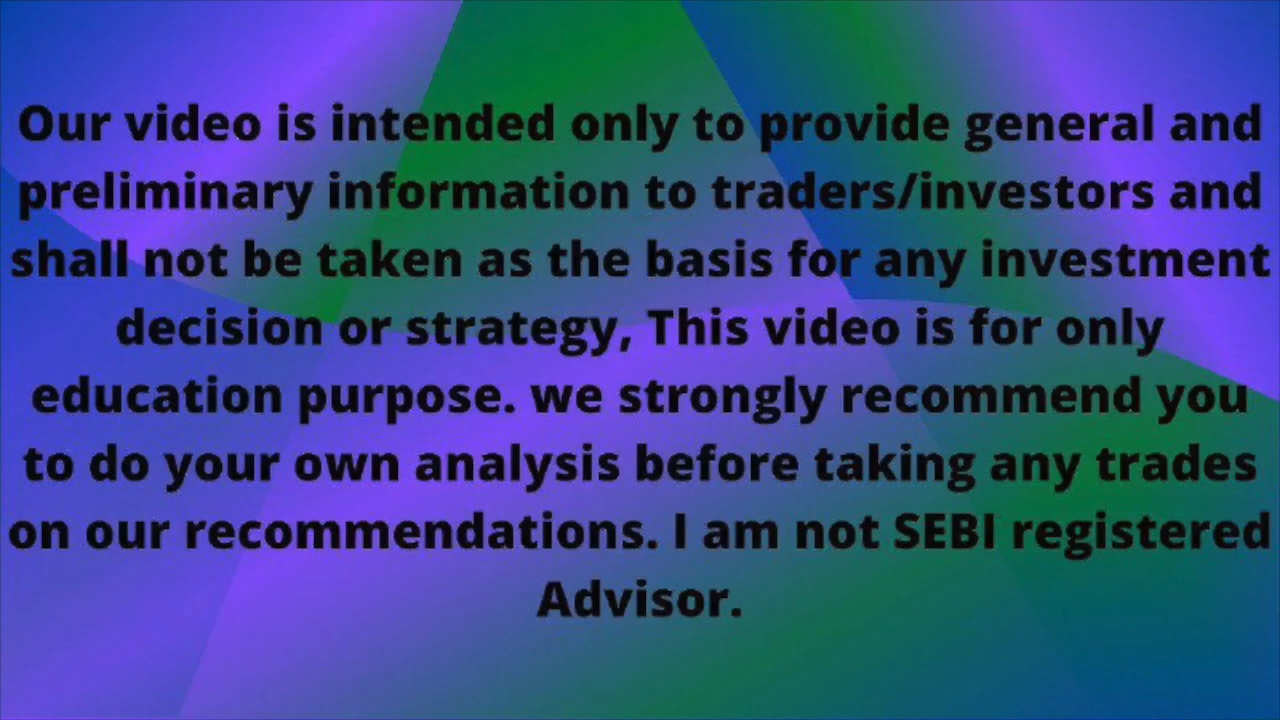 Our video is intended only to provide general and
preliminary information to traders/investors and
shall not be taken as the basis for any investment
decision or strategy, This video is for only
education purpose. we strongly recommend you
to do your own analysis before taking any trades
on our recommendations. I am not SEBI registered
Advisor.